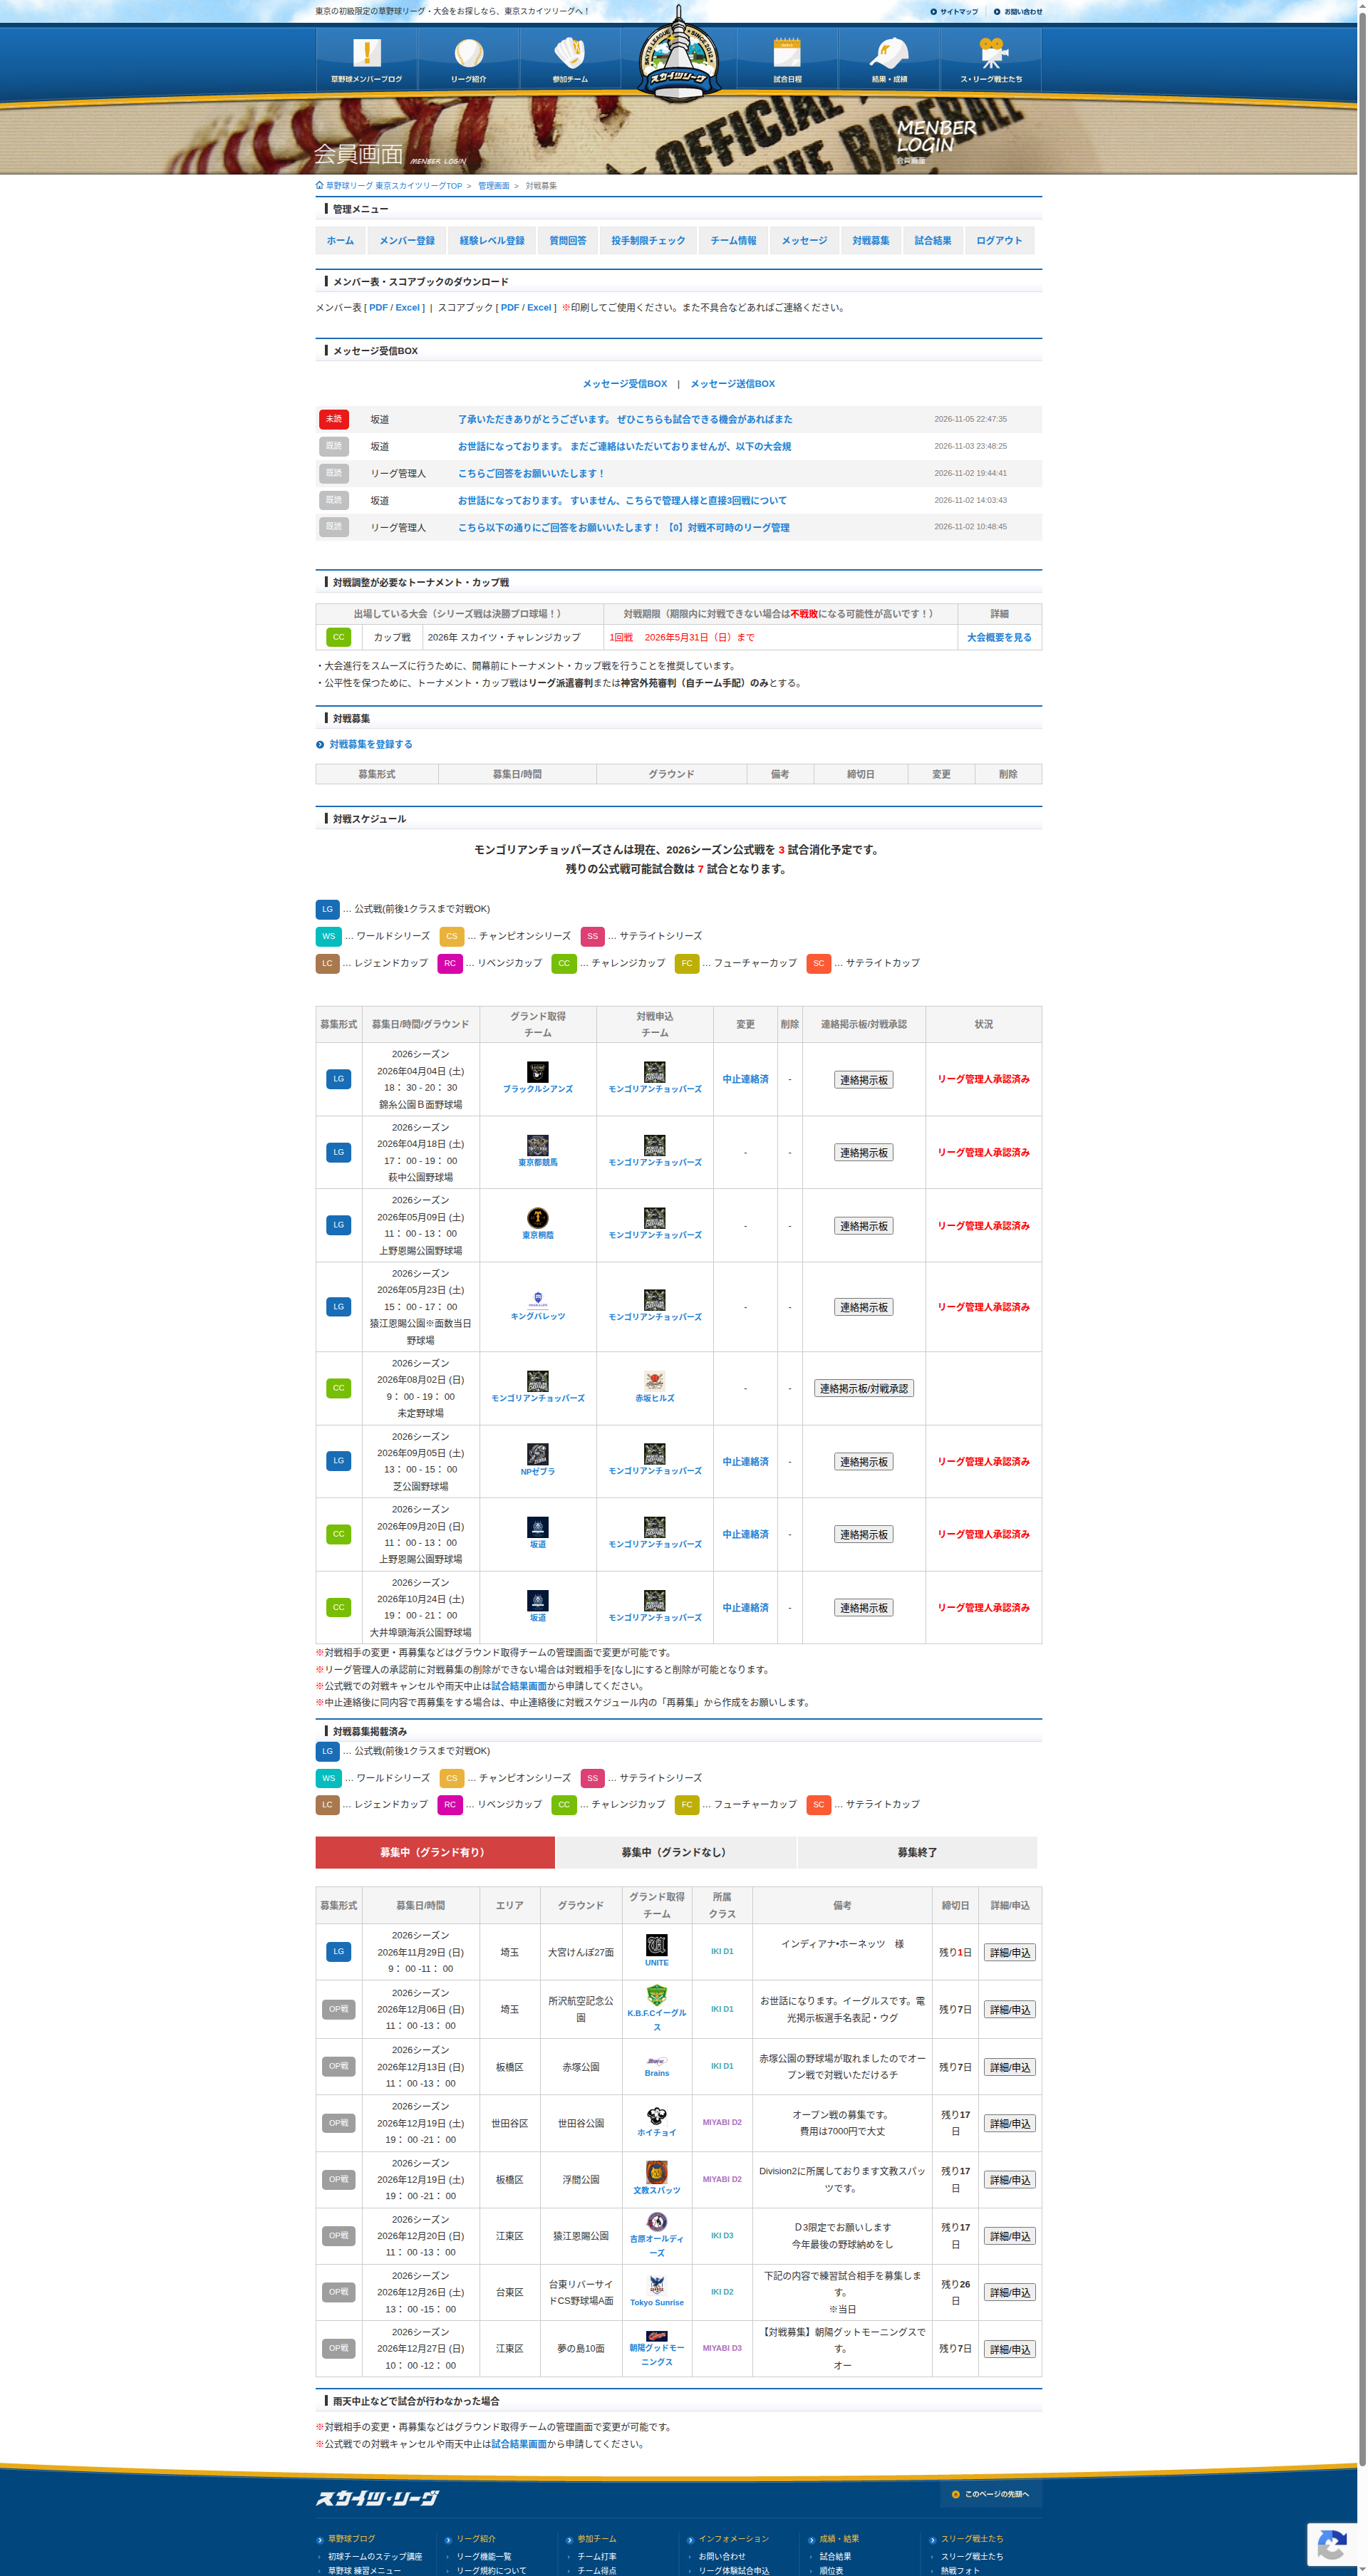 東京の初級限定の草野球リーグ・大会をお探しなら、東京スカイツリーグへ！
サイトマップ
お問い合わせ
草野球メンバーブログ
リーグ紹介
参加チーム
スカイツリーグ
試合日程
結果・成績
ス・リーグ戦士たち
会員画面 MENBER LOGIN
MENBER LOGIN
会員画面
草野球リーグ 東京スカイツリーグTOP > 管理画面 > 対戦募集
管理メニュー
ホーム メンバー登録 経験レベル登録 質問回答 投手制限チェック チーム情報 メッセージ 対戦募集 試合結果 ログアウト
メンバー表・スコアブックのダウンロード
メンバー表 [ PDF / Excel ] | スコアブック [ PDF / Excel ] ※印刷してご使用ください。また不具合などあればご連絡ください。
メッセージ受信BOX
メッセージ受信BOX | メッセージ送信BOX
未読 坂道 了承いただきありがとうございます。 ぜひこちらも試合できる機会があればまた 2026-11-05 22:47:35
既読 坂道 お世話になっております。 まだご連絡はいただいておりませんが、以下の大会規 2026-11-03 23:48:25
既読 リーグ管理人 こちらご回答をお願いいたします！ 2026-11-02 19:44:41
既読 坂道 お世話になっております。 すいません、こちらで管理人様と直接3回戦について 2026-11-02 14:03:43
既読 リーグ管理人 こちら以下の通りにご回答をお願いいたします！ 【0】対戦不可時のリーグ管理 2026-11-02 10:48:45
対戦調整が必要なトーナメント・カップ戦
出場している大会（シリーズ戦は決勝プロ球場！） 対戦期限（期限内に対戦できない場合は不戦敗になる可能性が高いです！） 詳細
CC カップ戦 2026年 スカイツ・チャレンジカップ 1回戦 2026年5月31日（日）まで 大会概要を見る
・大会進行をスムーズに行うために、開幕前にトーナメント・カップ戦を行うことを推奨しています。
・公平性を保つために、トーナメント・カップ戦はリーグ派遣審判または神宮外苑審判（自チーム手配）のみとする。
対戦募集
対戦募集を登録する
募集形式 募集日/時間 グラウンド 備考 締切日 変更 削除
対戦スケジュール
モンゴリアンチョッパーズさんは現在、2026シーズン公式戦を 3 試合消化予定です。
残りの公式戦可能試合数は 7 試合となります。
LG … 公式戦(前後1クラスまで対戦OK)
WS … ワールドシリーズ CS … チャンピオンシリーズ SS … サテライトシリーズ
LC … レジェンドカップ RC … リベンジカップ CC … チャレンジカップ FC … フューチャーカップ SC … サテライトカップ
募集形式 募集日/時間/グラウンド グランド取得チーム 対戦申込チーム 変更 削除 連絡掲示板/対戦承認 状況
LG 2026シーズン 2026年04月04日 (土) 18： 30 - 20： 30 錦糸公園Ｂ面野球場 ブラックルシアンズ モンゴリアンチョッパーズ 中止連絡済 - 連絡掲示板 リーグ管理人承認済み
LG 2026シーズン 2026年04月18日 (土) 17： 00 - 19： 00 萩中公園野球場 東京都競馬 モンゴリアンチョッパーズ - - 連絡掲示板 リーグ管理人承認済み
LG 2026シーズン 2026年05月09日 (土) 11： 00 - 13： 00 上野恩賜公園野球場 東京桐蔭 モンゴリアンチョッパーズ - - 連絡掲示板 リーグ管理人承認済み
LG 2026シーズン 2026年05月23日 (土) 15： 00 - 17： 00 猿江恩賜公園※面数当日野球場 キングバレッツ モンゴリアンチョッパーズ - - 連絡掲示板 リーグ管理人承認済み
CC 2026シーズン 2026年08月02日 (日) 9： 00 - 19： 00 未定野球場 モンゴリアンチョッパーズ 赤坂ヒルズ - - 連絡掲示板/対戦承認
LG 2026シーズン 2026年09月05日 (土) 13： 00 - 15： 00 芝公園野球場 NPゼブラ モンゴリアンチョッパーズ 中止連絡済 - 連絡掲示板 リーグ管理人承認済み
CC 2026シーズン 2026年09月20日 (日) 11： 00 - 13： 00 上野恩賜公園野球場 坂道 モンゴリアンチョッパーズ 中止連絡済 - 連絡掲示板 リーグ管理人承認済み
CC 2026シーズン 2026年10月24日 (土) 19： 00 - 21： 00 大井埠頭海浜公園野球場 坂道 モンゴリアンチョッパーズ 中止連絡済 - 連絡掲示板 リーグ管理人承認済み
※対戦相手の変更・再募集などはグラウンド取得チームの管理画面で変更が可能です。
※リーグ管理人の承認前に対戦募集の削除ができない場合は対戦相手を[なし]にすると削除が可能となります。
※公式戦での対戦キャンセルや雨天中止は試合結果画面から申請してください。
※中止連絡後に同内容で再募集をする場合は、中止連絡後に対戦スケジュール内の「再募集」から作成をお願いします。
対戦募集掲載済み
LG … 公式戦(前後1クラスまで対戦OK)
WS … ワールドシリーズ CS … チャンピオンシリーズ SS … サテライトシリーズ
LC … レジェンドカップ RC … リベンジカップ CC … チャレンジカップ FC … フューチャーカップ SC … サテライトカップ
募集中（グランド有り） 募集中（グランドなし） 募集終了
募集形式 募集日/時間 エリア グラウンド グランド取得チーム 所属クラス 備考 締切日 詳細/申込
LG 2026シーズン 2026年11月29日 (日) 9： 00 -11： 00 埼玉 大宮けんぽ27面 UNITE IKI D1 インディアナ•ホーネッツ 様 残り1日 詳細/申込
OP戦 2026シーズン 2026年12月06日 (日) 11： 00 -13： 00 埼玉 所沢航空記念公園 K.B.F.Cイーグルス IKI D1 お世話になります。イーグルスです。電光掲示板選手名表記・ウグ 残り7日 詳細/申込
OP戦 2026シーズン 2026年12月13日 (日) 11： 00 -13： 00 板橋区 赤塚公園 Brains IKI D1 赤塚公園の野球場が取れましたのでオープン戦で対戦いただけるチ 残り7日 詳細/申込
OP戦 2026シーズン 2026年12月19日 (土) 19： 00 -21： 00 世田谷区 世田谷公園 ホイチョイ MIYABI D2 オープン戦の募集です。 費用は7000円で大丈 残り17日 詳細/申込
OP戦 2026シーズン 2026年12月19日 (土) 19： 00 -21： 00 板橋区 浮間公園 文教スパッツ MIYABI D2 Division2に所属しております文教スパッツです。 残り17日 詳細/申込
OP戦 2026シーズン 2026年12月20日 (日) 11： 00 -13： 00 江東区 猿江恩賜公園 吉原オールディーズ IKI D3 Ｄ3限定でお願いします 今年最後の野球納めをし 残り17日 詳細/申込
OP戦 2026シーズン 2026年12月26日 (土) 13： 00 -15： 00 台東区 台東リバーサイドCS野球場A面 Tokyo Sunrise IKI D2 下記の内容で練習試合相手を募集します。 ※当日 残り26日 詳細/申込
OP戦 2026シーズン 2026年12月27日 (日) 10： 00 -12： 00 江東区 夢の島10面 朝陽グッドモーニングス MIYABI D3 【対戦募集】朝陽グットモーニングスです。 オー 残り7日 詳細/申込
雨天中止などで試合が行わなかった場合
※対戦相手の変更・再募集などはグラウンド取得チームの管理画面で変更が可能です。
※公式戦での対戦キャンセルや雨天中止は試合結果画面から申請してください。
スカイツ・リーグ
このページの先頭へ
草野球ブログ リーグ紹介 参加チーム インフォメーション 成績・結果 スリーグ戦士たち
初球チームのステップ講座 リーグ機能一覧 チーム打率 お問い合わせ 試合結果 スリーグ戦士たち
草野球 練習メニュー リーグ規約について チーム得点 リーグ体験試合申込 順位表 熱戦フォト